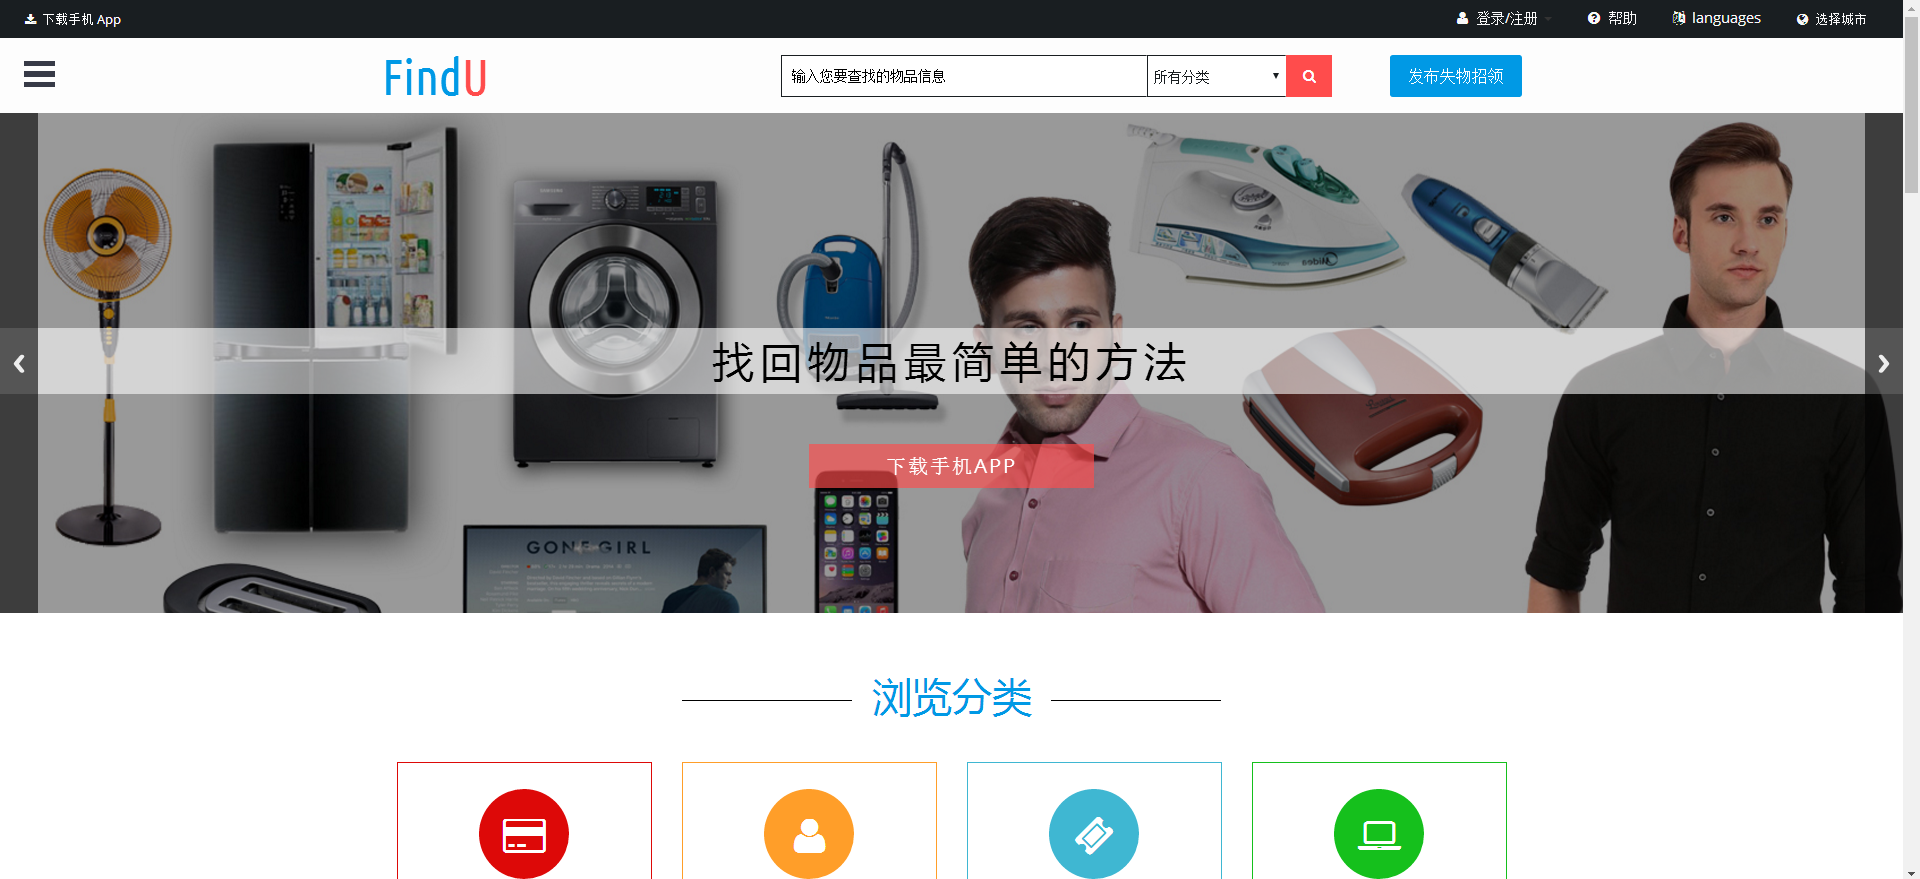 下载手机 App
登录/注册
帮助
languages
选择城市
FindU
输入您要查找的物品信息
所有分类
发布失物招领
SAMSUNG
Midea
找回物品最简单的方法
下载手机APP
GONE GIRL
浏览分类